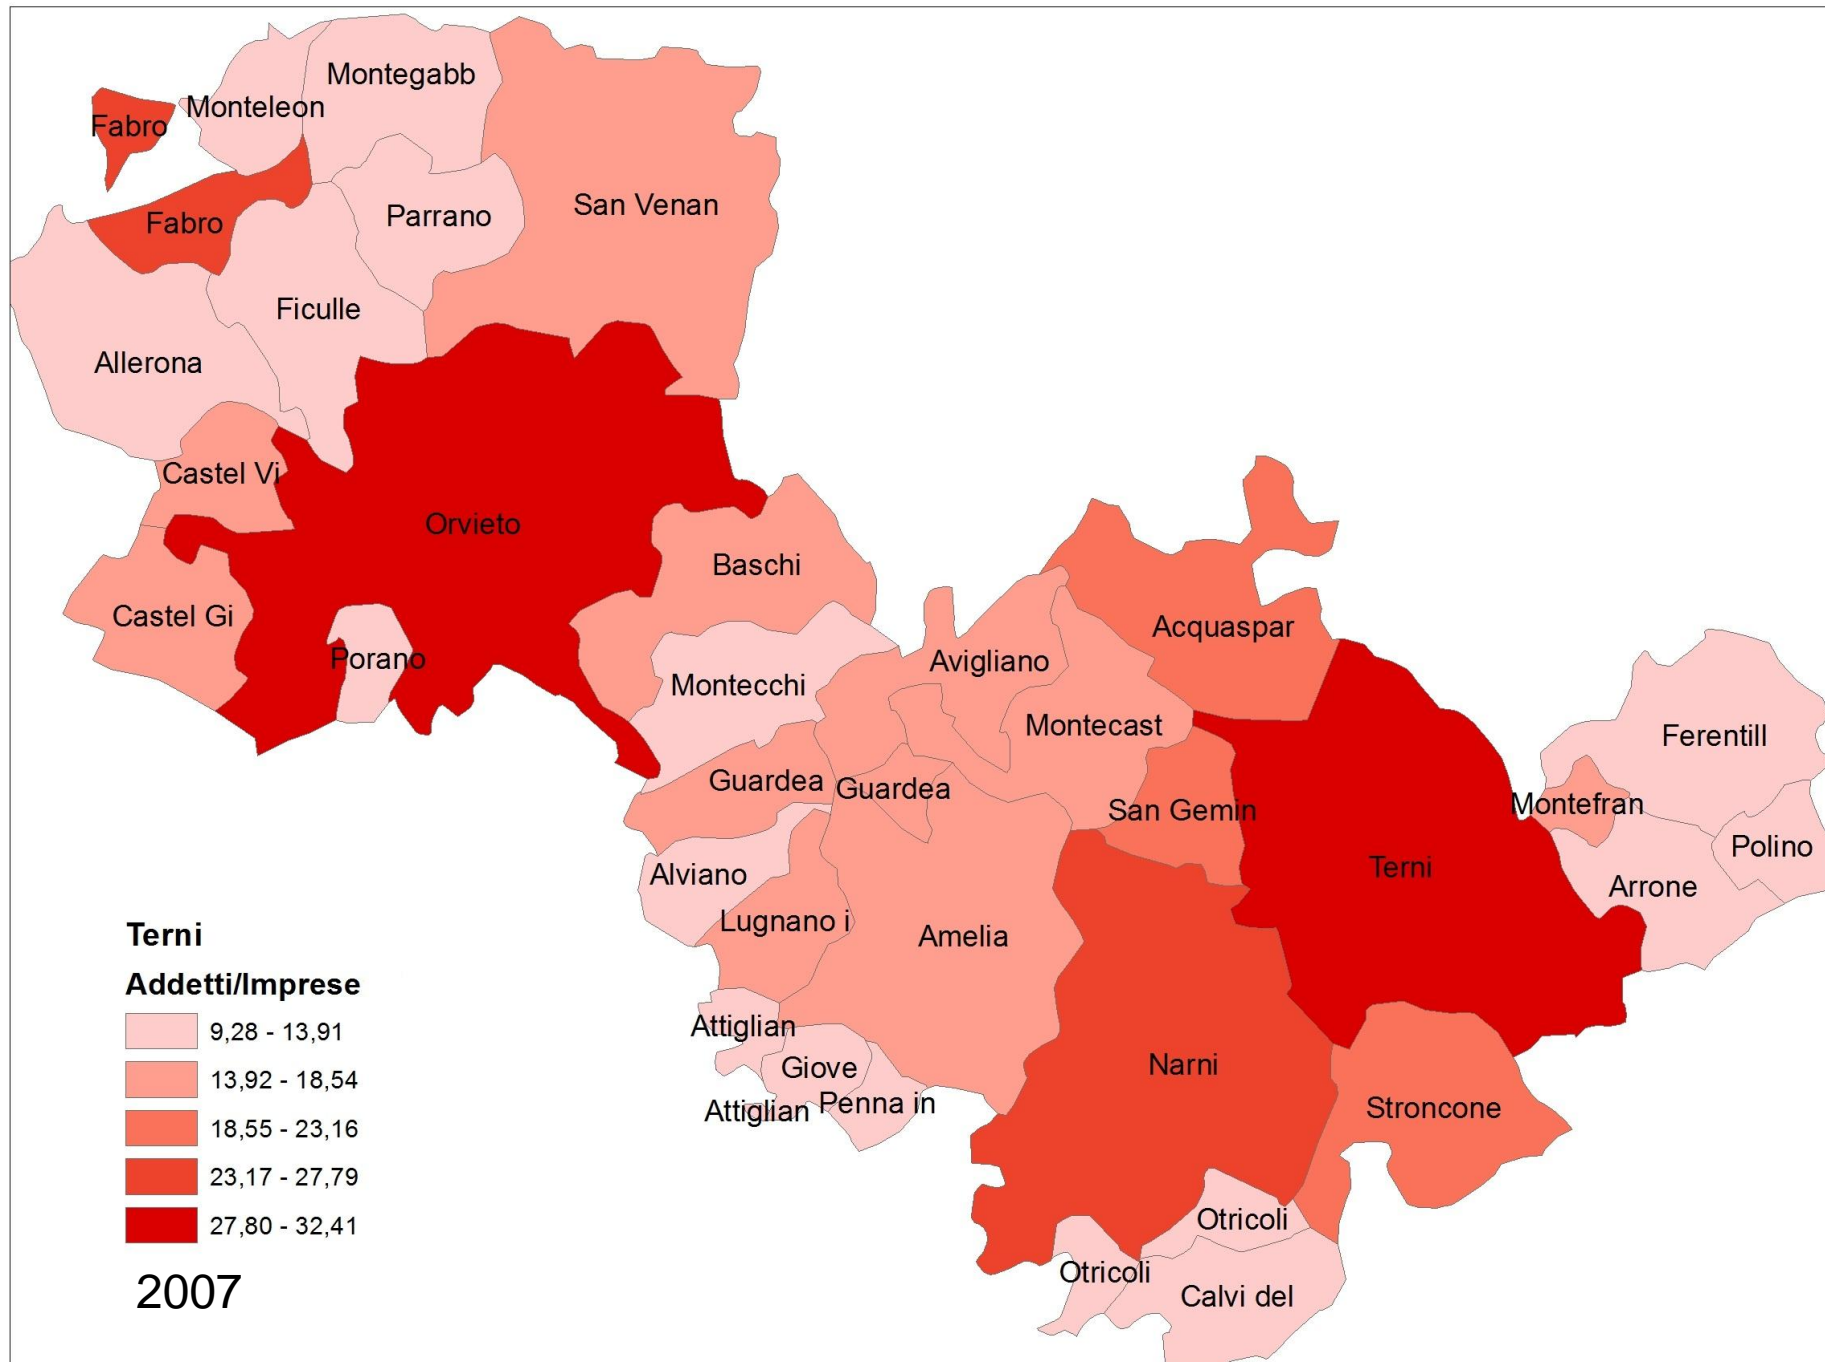 Montegabb
Monteleon
Fabro
San Venan
Parrano
Fabro
Ficulle
Allerona
Castel Vi
Orvieto
Baschi
Castel Gi
Acquaspar
Porano
Avigliano
Montecchi
Montecast
Ferentill
Guardea
Guardea
San Gemin
Montefran
Polino
Terni
Alviano
Arrone
Lugnano i
Amelia
Attiglian
Giove
Narni
Attiglian
Penna in
Stroncone
Otricoli
Otricoli
Calvi del
Terni
Addetti/Imprese
9,28 - 13,91
13,92 - 18,54
18,55 - 23,16
23,17 - 27,79
27,80 - 32,41
2007